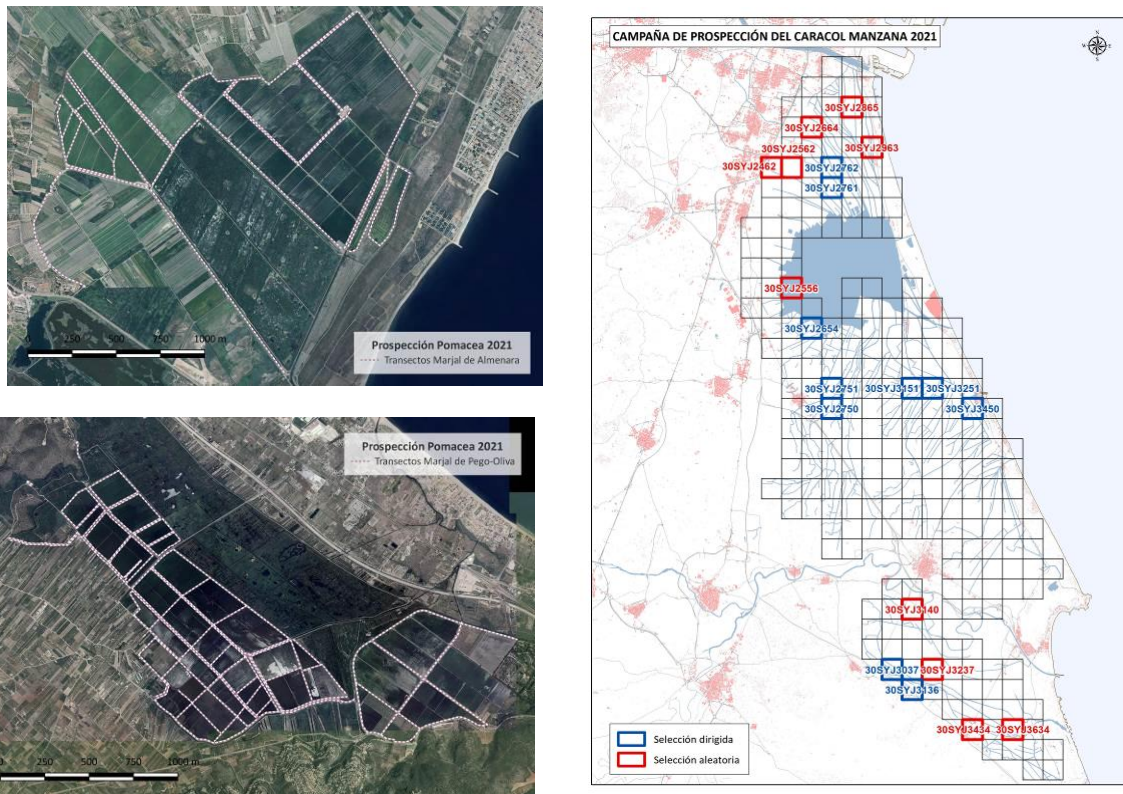 0 250 500 750 1000 m
Prospección Pomacea 2021
Transectos Marjal de Almenara
Prospección Pomacea 2021
Transectos Marjal de Pego-Oliva
0 250 500 750 1000 m
CAMPAÑA DE PROSPECCIÓN DEL CARACOL MANZANA 2021
N
30SYJ2865
30SYJ2664
30SYJ2562
30SYJ2963
30SYJ2462
30SYJ2762
30SYJ2761
30SYJ2556
30SYJ2654
30SYJ2751
30SYJ3151
30SYJ3251
30SYJ2750
30SYJ3450
30SYJ3140
30SYJ3037
30SYJ3237
30SYJ3136
30SYJ3434
30SYJ3634
Selección dirigida
Selección aleatoria